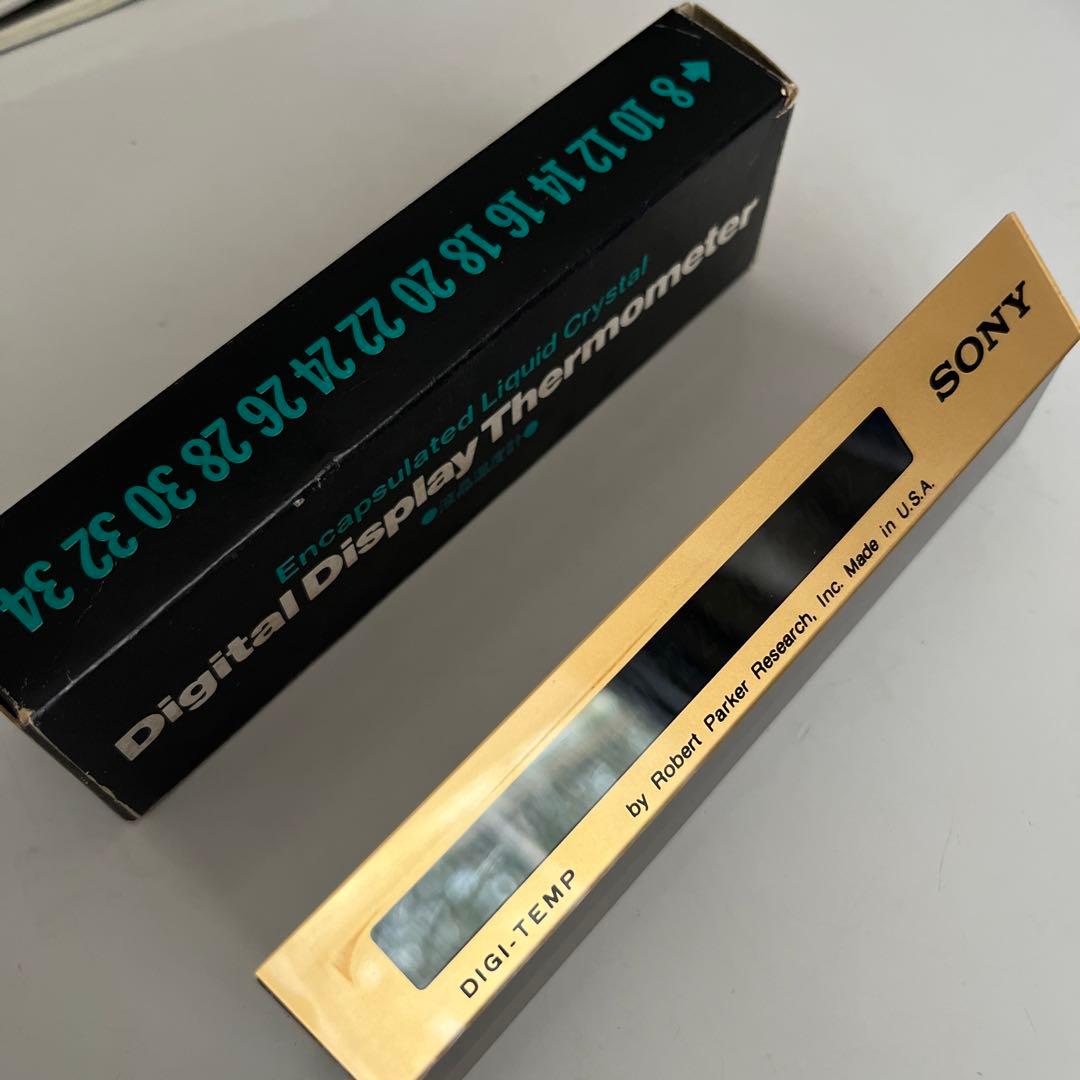 8 10 12 14 16 18 20 22 24 26 28 30 32 34
Encapsulated Liquid Crystal
Digital Display Thermometer
SONY
DIGI-TEMP
by Robert Parker Research, Inc. Made in U.S.A.